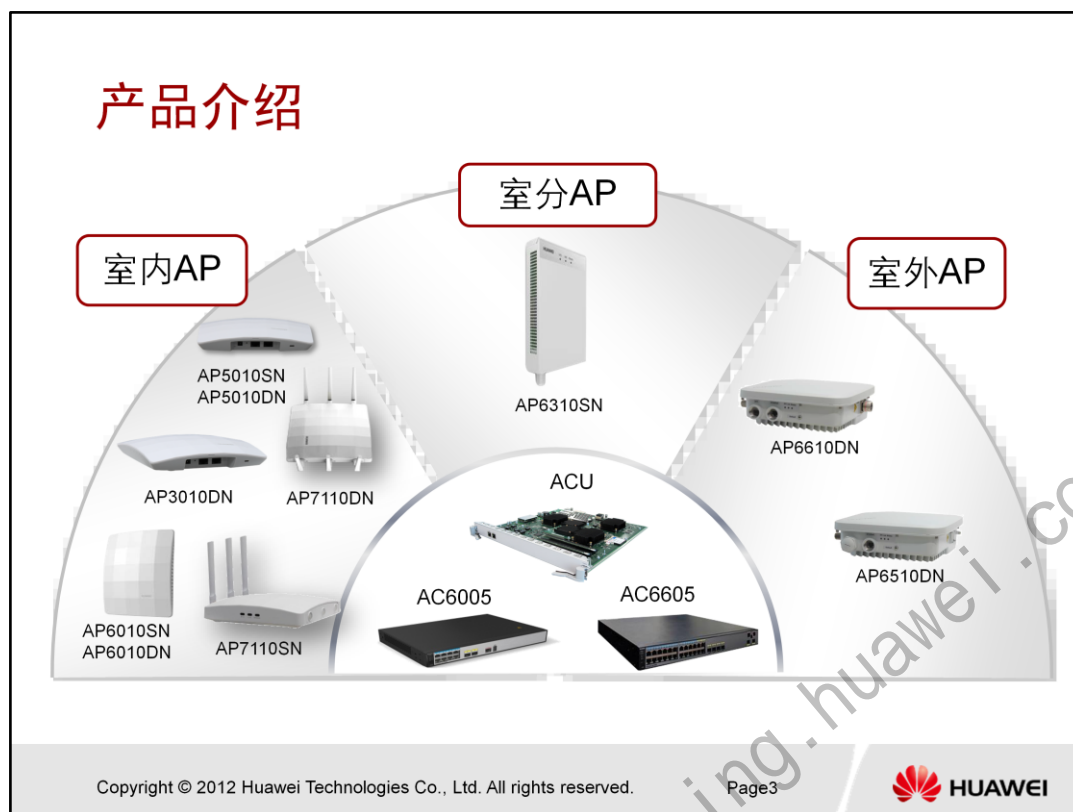 产品介绍
室分AP
室内AP
室外AP
AP5010SN
AP5010DN
AP6310SN
AP6610DN
AP3010DN
AP7110DN
ACU
AP6510DN
AC6005
AC6605
AP6010SN
AP6010DN
AP7110SN
ing.huawei.co
Copyright © 2012 Huawei Technologies Co., Ltd. All rights reserved.
Page3
HUAWEI